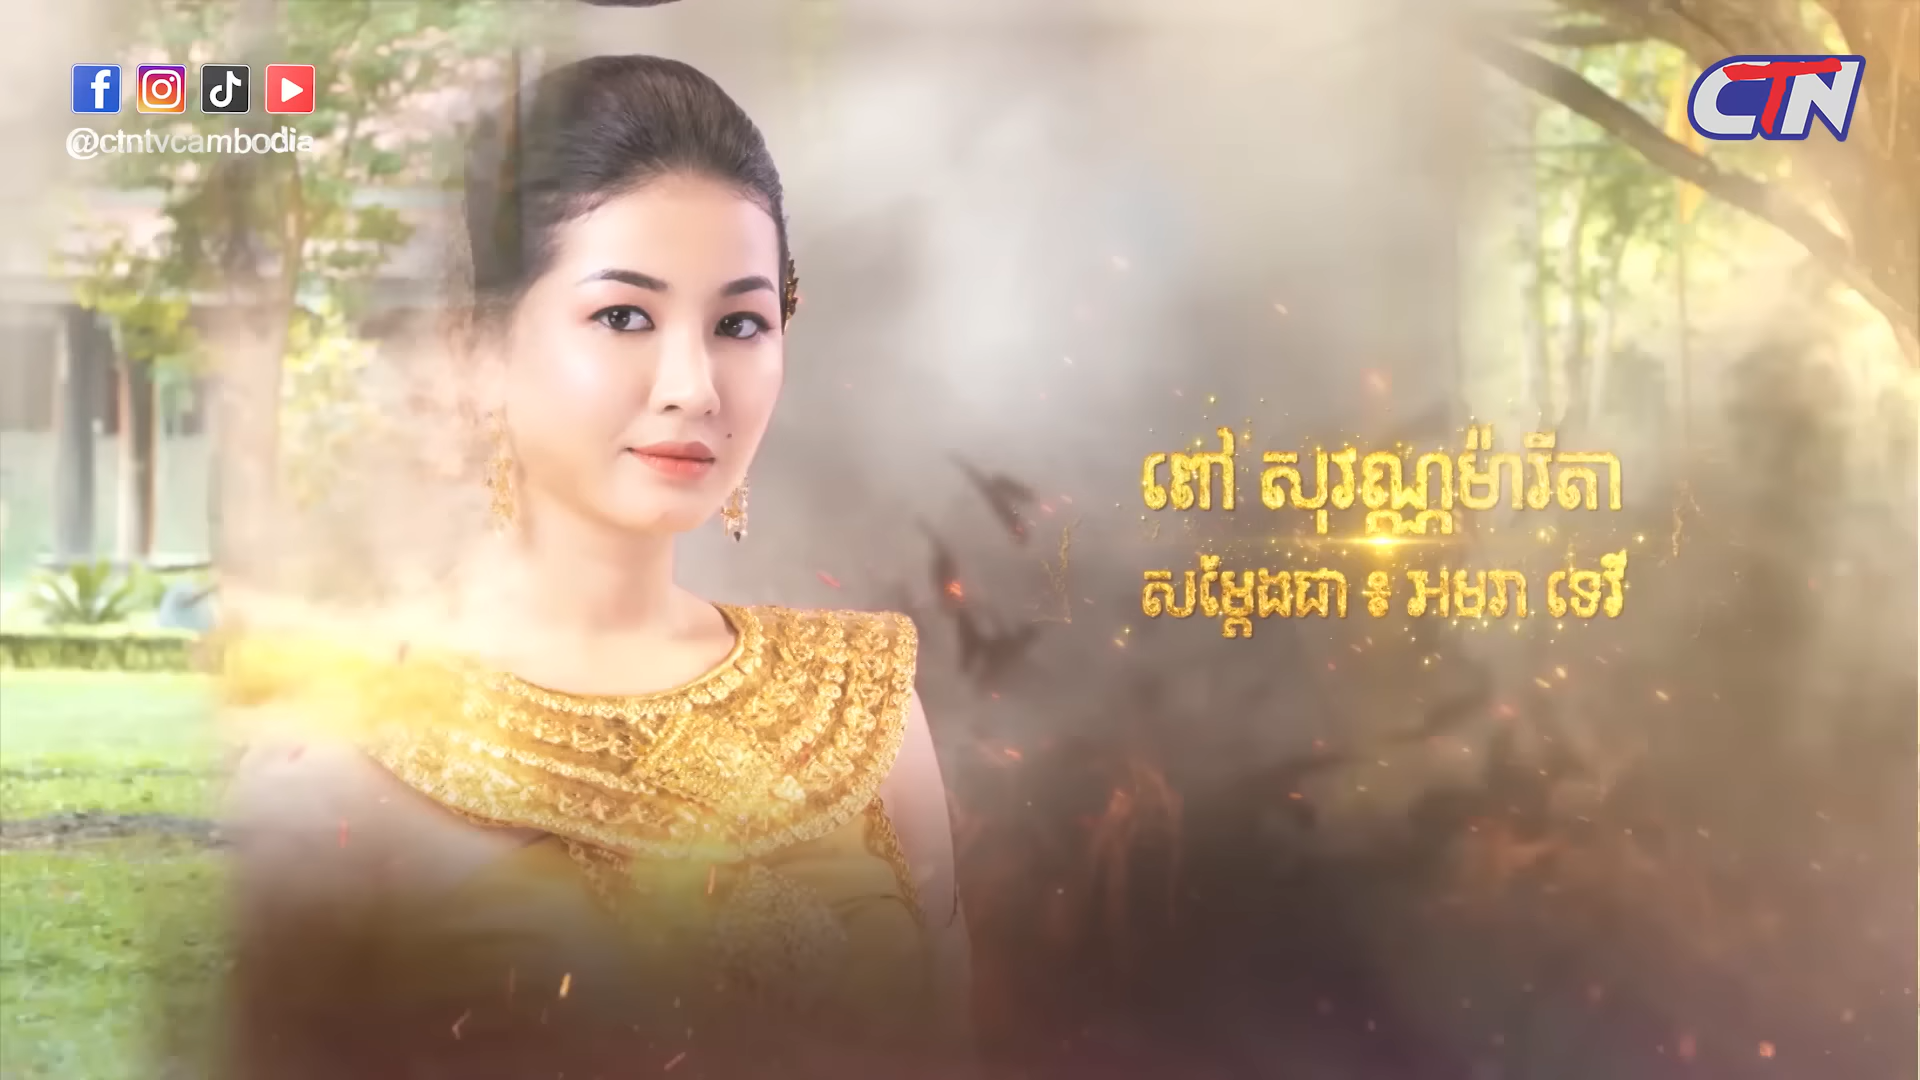 @ctntvcambodia
CTN
ពៅ សុវណ្ណម៉ារីតា
សម្ដែងជា ៖ អមរា ទេវី